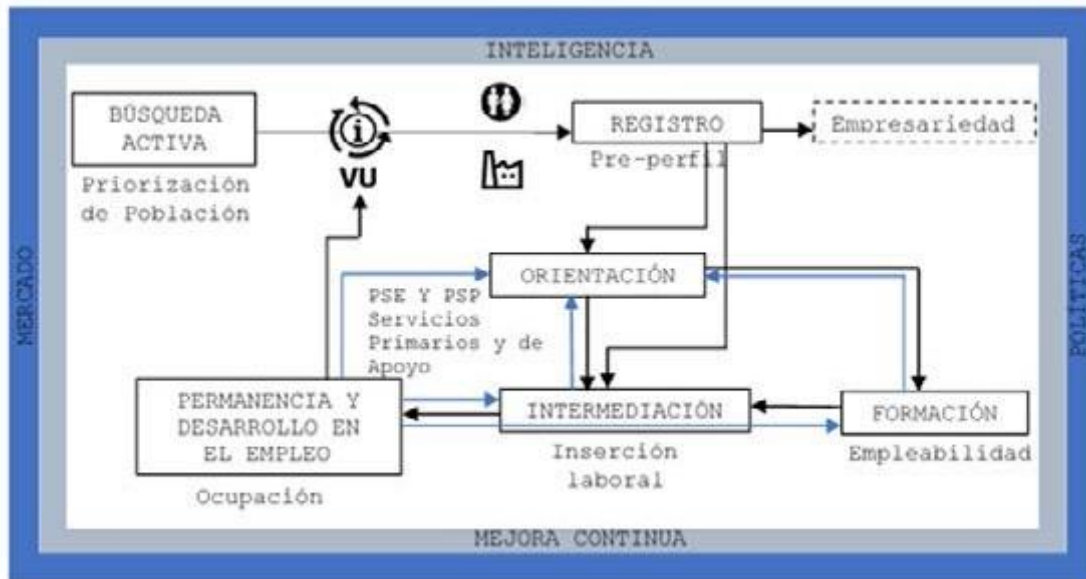 INTELIGENCIA
BÚSQUEDA
ACTIVA
Priorización
de Población
i
VU
REGISTRO
Pre-perfil
Empresariedad
MERCADO
POLÍTICAS
ORIENTACIÓN
PSE Y PSP
Servicios
Primarios y de
Apoyo
PERMANENCIA Y
DESARROLLO EN
EL EMPLEO
Ocupación
INTERMEDIACIÓN
Inserción
laboral
FORMACIÓN
Empleabilidad
MEJORA CONTINUA